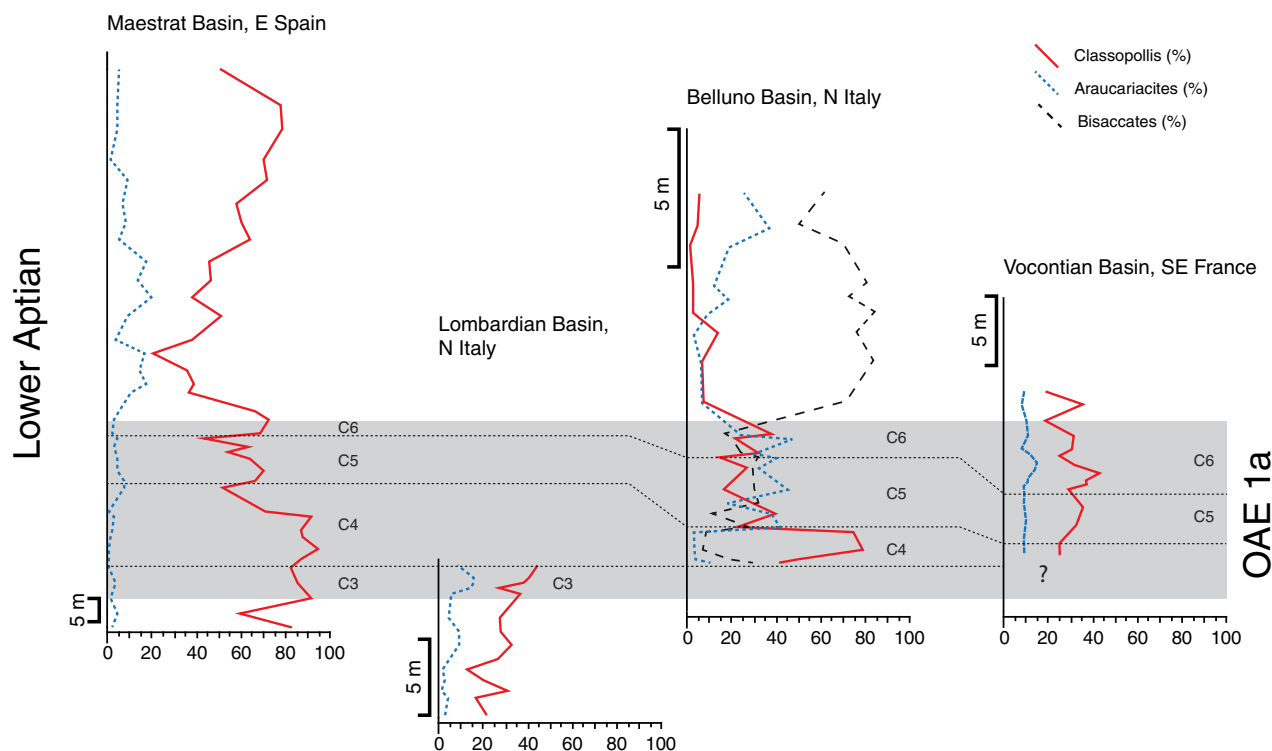 Maestrat Basin, E Spain
Classopollis (%)
Araucariacites (%)
Bisaccates (%)
Belluno Basin, N Italy
5 m
Vocontian Basin, SE France
5 m
Lower Aptian
Lombardian Basin,
N Italy
C6
C5
C4
C3
5 m
0 20 40 60 80 100
C3
5 m
0 20 40 60 80 100
C6
C5
C4
0 20 40 60 80 100
C6
C5
?
0 20 40 60 80 100
OAE 1a